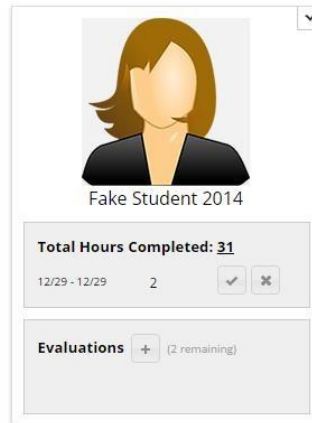 Fake Student 2014
Total Hours Completed: 31
12/29 - 12/29 2
Evaluations + (2 remaining)